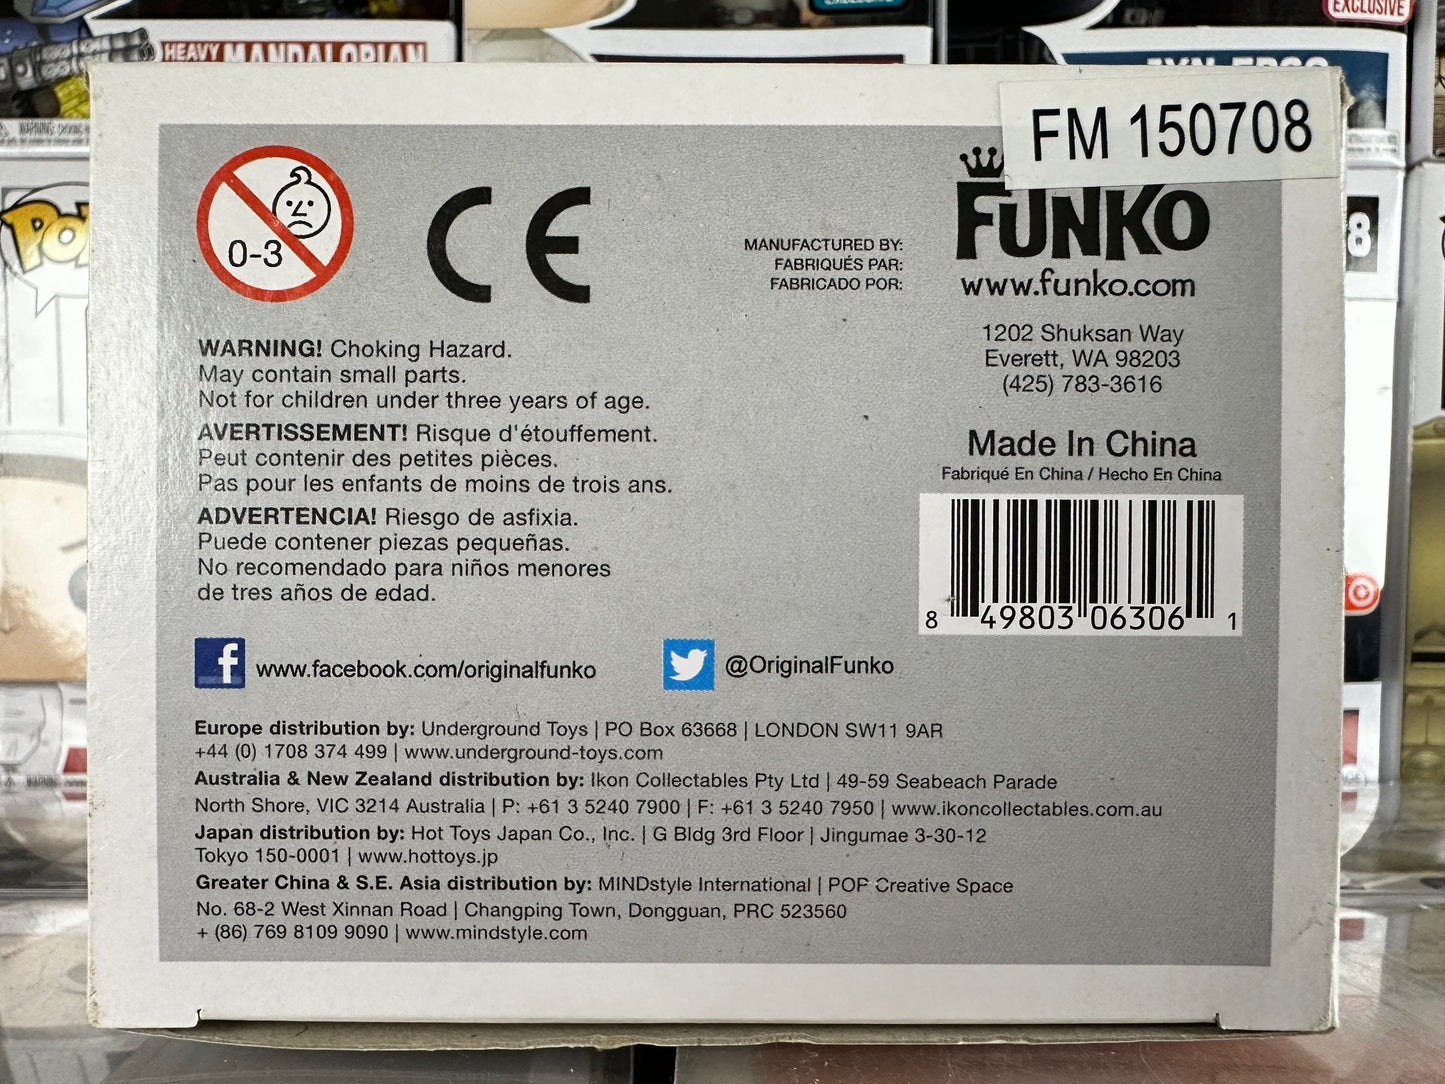 HEAVY MANDALORIAN
EXCLUSIVE
FM 150708
0-3
CE
MANUFACTURED BY:
FABRIQUÉS PAR:
FABRICADO POR:
FUNKO
www.funko.com
1202 Shuksan Way
Everett, WA 98203
(425) 783-3616
Made In China
Fabriqué En China / Hecho En China
8 49803 06306 1
WARNING! Choking Hazard.
May contain small parts.
Not for children under three years of age.
AVERTISSEMENT! Risque d'étouffement.
Peut contenir des petites pièces.
Pas pour les enfants de moins de trois ans.
ADVERTENCIA! Riesgo de asfixia.
Puede contener piezas pequeñas.
No recomendado para niños menores
de tres años de edad.
f www.facebook.com/originalfunko
@OriginalFunko
Europe distribution by: Underground Toys | PO Box 63668 | LONDON SW11 9AR
+44 (0) 1708 374 499 | www.underground-toys.com
Australia & New Zealand distribution by: Ikon Collectables Pty Ltd | 49-59 Seabeach Parade
North Shore, VIC 3214 Australia | P: +61 3 5240 7900 | F: +61 3 5240 7950 | www.ikoncollectables.com.au
Japan distribution by: Hot Toys Japan Co., Inc. | G Bldg 3rd Floor | Jingumae 3-30-12
Tokyo 150-0001 | www.hottoys.jp
Greater China & S.E. Asia distribution by: MINDstyle International | POP Creative Space
No. 68-2 West Xinnan Road | Changping Town, Dongguan, PRC 523560
+ (86) 769 8109 9090 | www.mindstyle.com
8